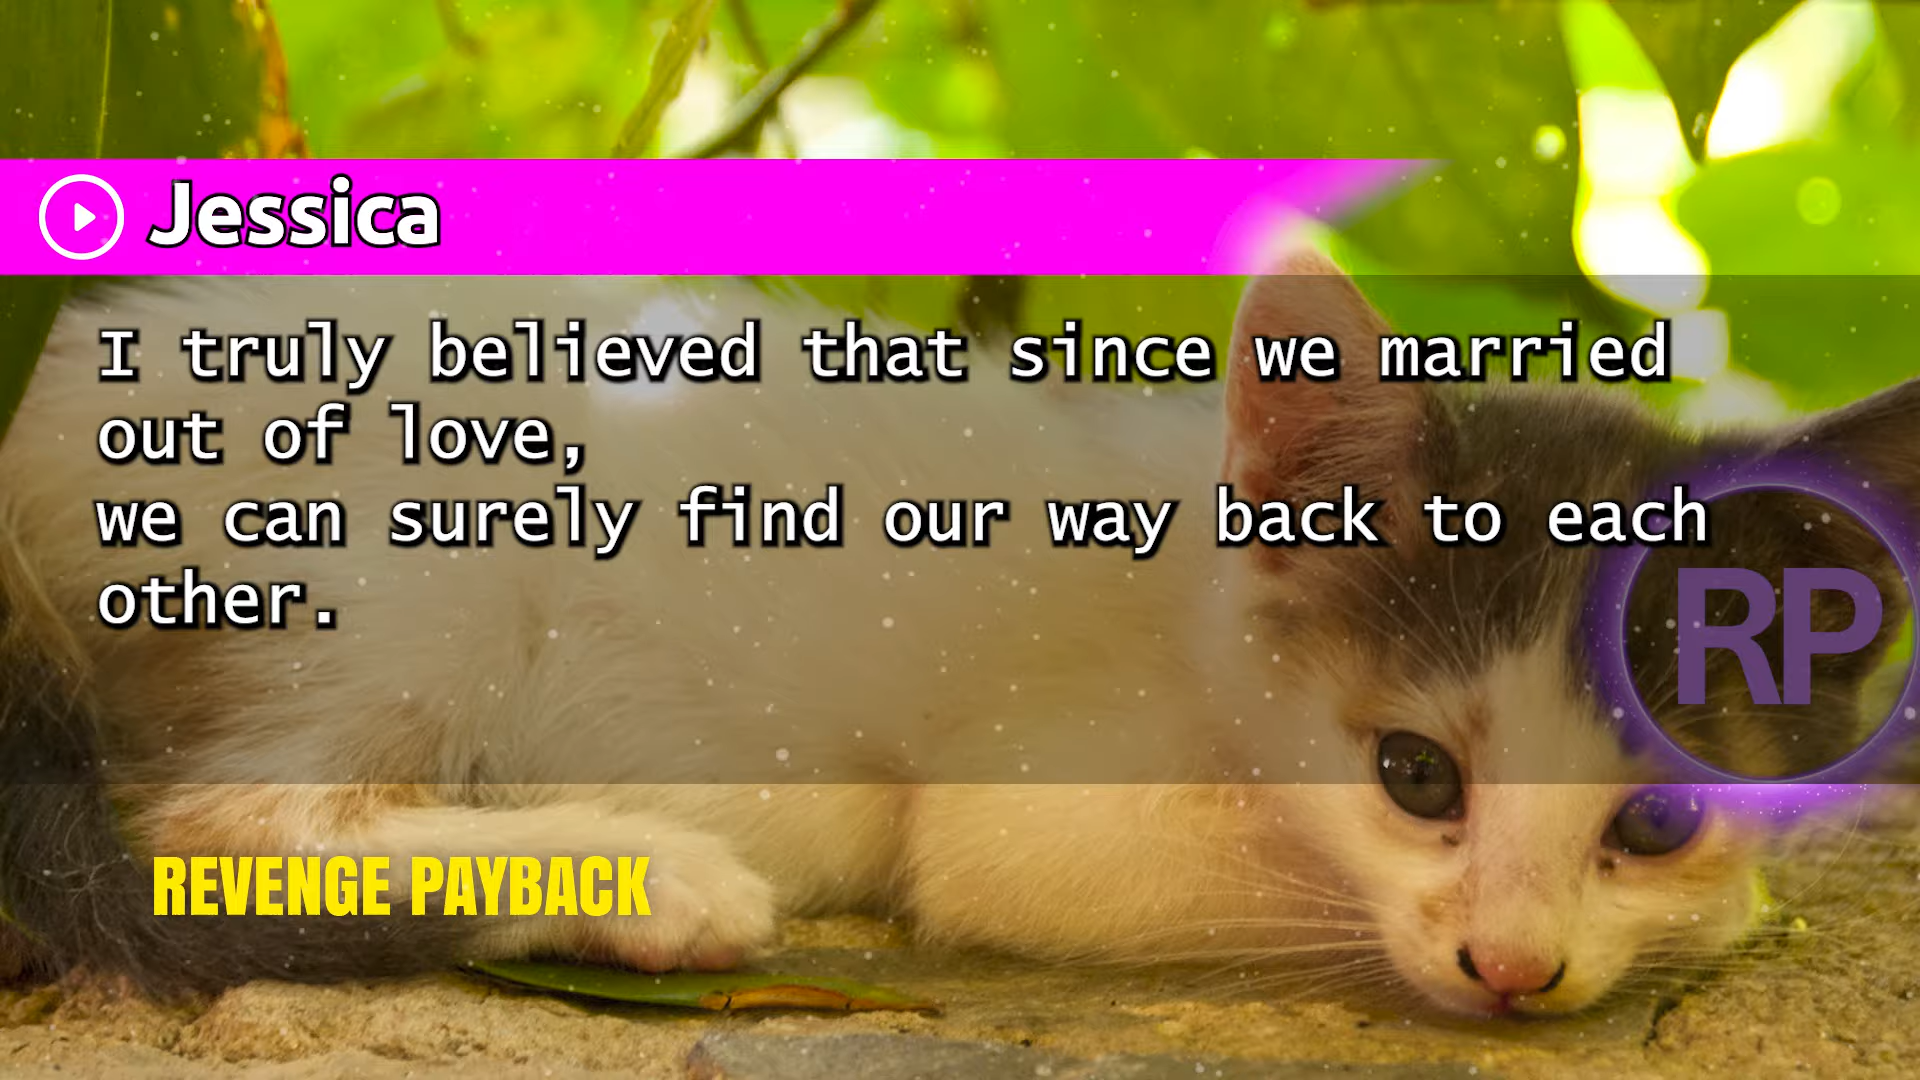 Jessica
I truly believed that since we married
out of love,
we can surely find our way back to each
other.
RP
REVENGE PAYBACK